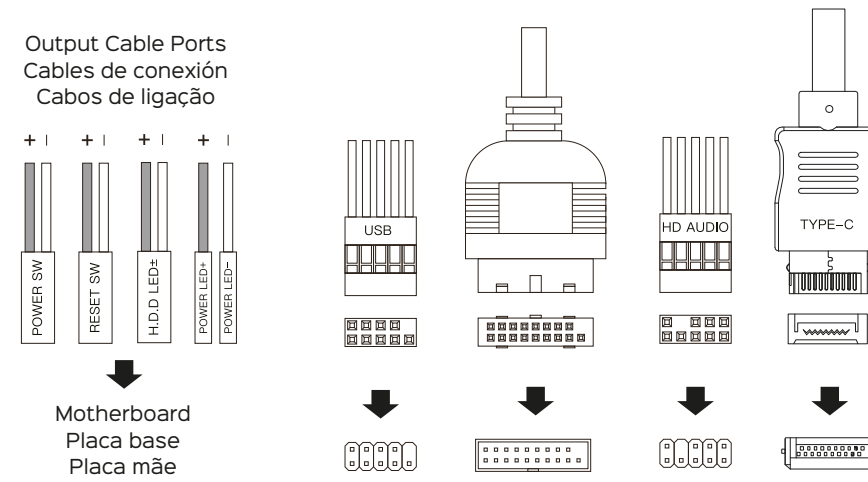 Output Cable Ports
Cables de conexión
Cabos de ligação
+ | + | + | + |
POWER SW
RESET SW
H.D.D LED±
POWER LED+
POWER LED-
Motherboard
Placa base
Placa mãe
USB
HD AUDIO
TYPE-C